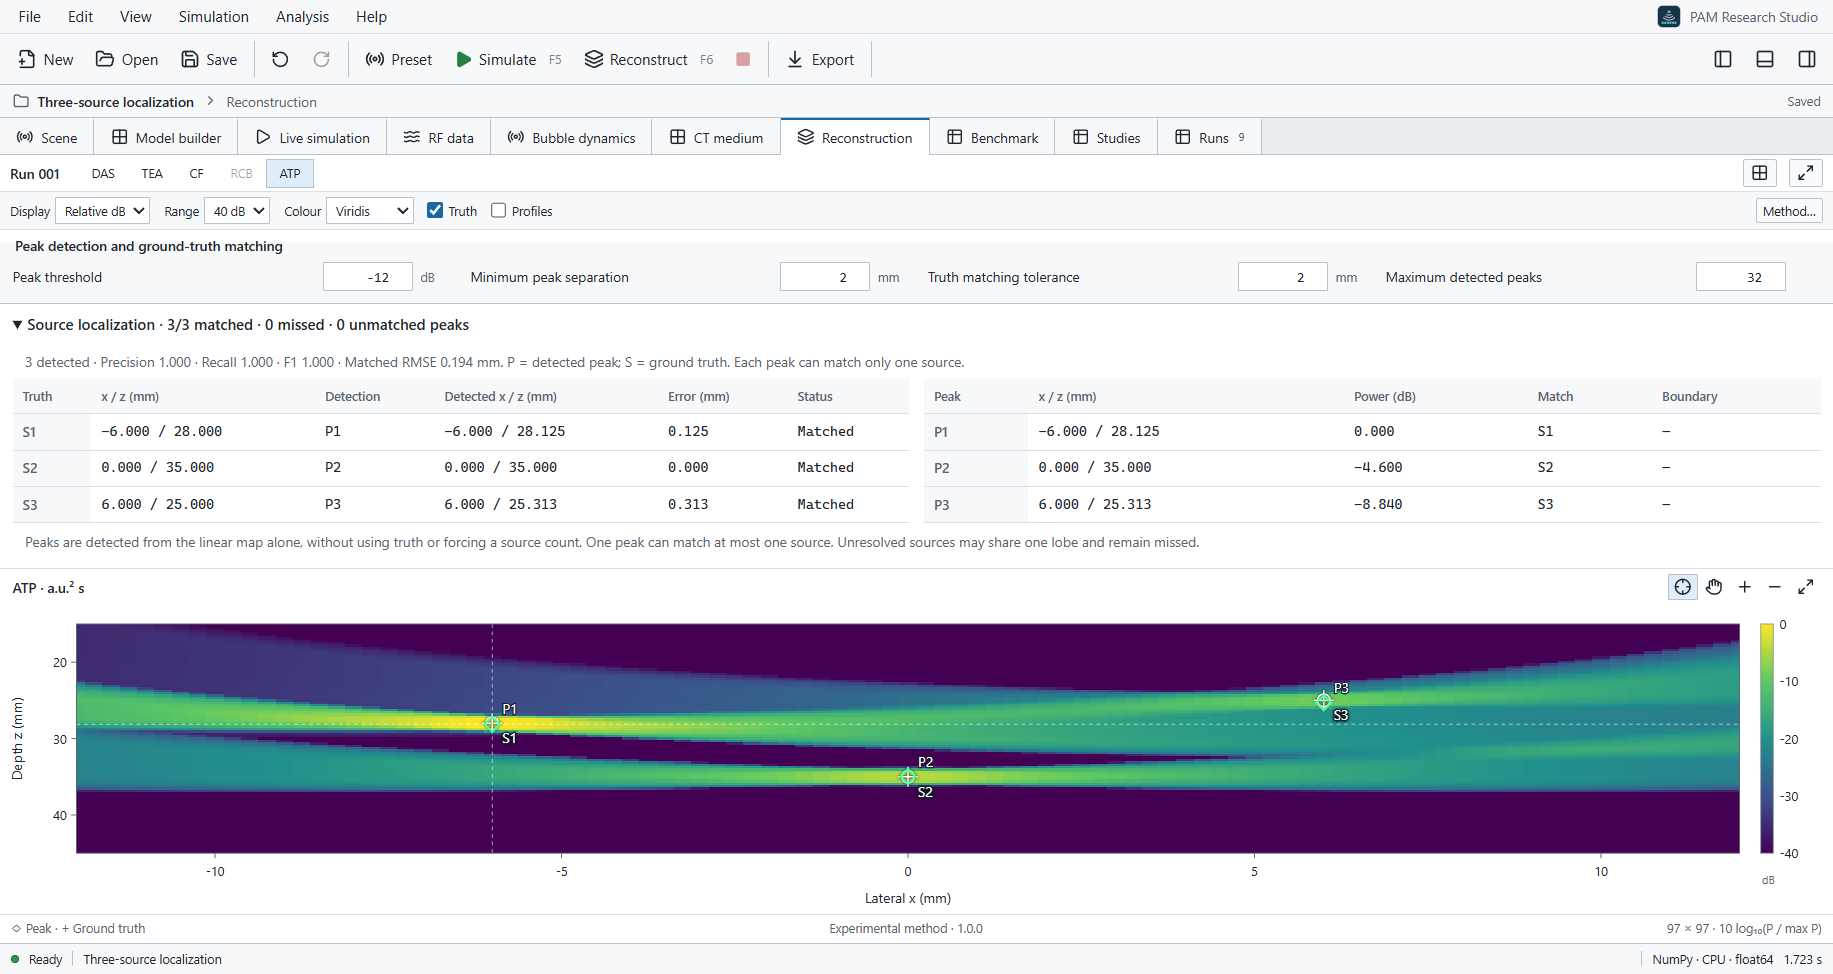 File Edit View Simulation Analysis Help PAM Research Studio
New Open Save Preset Simulate F5 Reconstruct F6 Export
Three-source localization > Reconstruction Saved
Scene Model builder Live simulation RF data Bubble dynamics CT medium Reconstruction Benchmark Studies Runs 9
Run 001 DAS TEA CF RCB ATP
Display Relative dB Range 40 dB Colour Viridis Truth Profiles Method...
Peak detection and ground-truth matching
Peak threshold -12 dB Minimum peak separation 2 mm Truth matching tolerance 2 mm Maximum detected peaks 32
▼ Source localization · 3/3 matched · 0 missed · 0 unmatched peaks
3 detected · Precision 1.000 · Recall 1.000 · F1 1.000 · Matched RMSE 0.194 mm. P = detected peak; S = ground truth. Each peak can match only one source.
Truth x / z (mm) Detection Detected x / z (mm) Error (mm) Status
S1 −6.000 / 28.000 P1 −6.000 / 28.125 0.125 Matched
S2 0.000 / 35.000 P2 0.000 / 35.000 0.000 Matched
S3 6.000 / 25.000 P3 6.000 / 25.313 0.313 Matched
Peak x / z (mm) Power (dB) Match Boundary
P1 −6.000 / 28.125 0.000 S1 —
P2 0.000 / 35.000 −4.600 S2 —
P3 6.000 / 25.313 −8.840 S3 —
Peaks are detected from the linear map alone, without using truth or forcing a source count. One peak can match at most one source. Unresolved sources may share one lobe and remain missed.
ATP · a.u.² s
Depth z (mm)
20
30
40
P1
S1
P2
S2
P3
S3
0
-10
-20
-30
-40
dB
-10 -5 0 5 10
Lateral x (mm)
◇ Peak · + Ground truth Experimental method · 1.0.0 97 × 97 · 10 log₁₀(P / max P)
Ready Three-source localization NumPy · CPU · float64 1.723 s